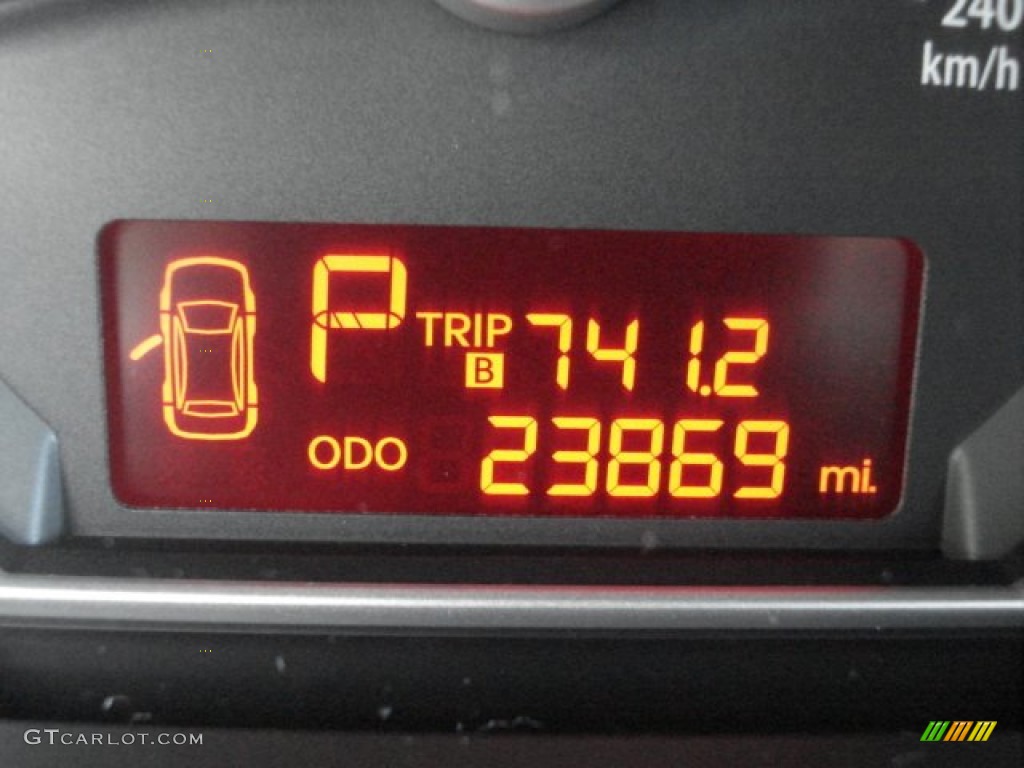 240
km/h
P TRIP 741.2
B
ODO 23869 mi.
GTCARLOT.COM